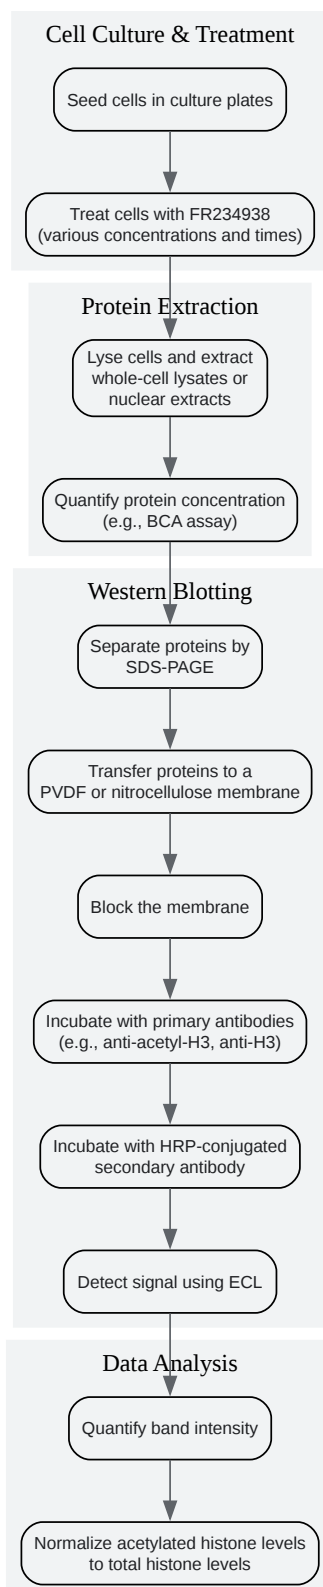 Cell Culture & Treatment
Seed cells in culture plates
Treat cells with FR234938
(various concentrations and times)
Protein Extraction
Lyse cells and extract
whole-cell lysates or
nuclear extracts
Quantify protein concentration
(e.g., BCA assay)
Western Blotting
Separate proteins by
SDS-PAGE
Transfer proteins to a
PVDF or nitrocellulose membrane
Block the membrane
Incubate with primary antibodies
(e.g., anti-acetyl-H3, anti-H3)
Incubate with HRP-conjugated
secondary antibody
Detect signal using ECL
Data Analysis
Quantify band intensity
Normalize acetylated histone levels
to total histone levels